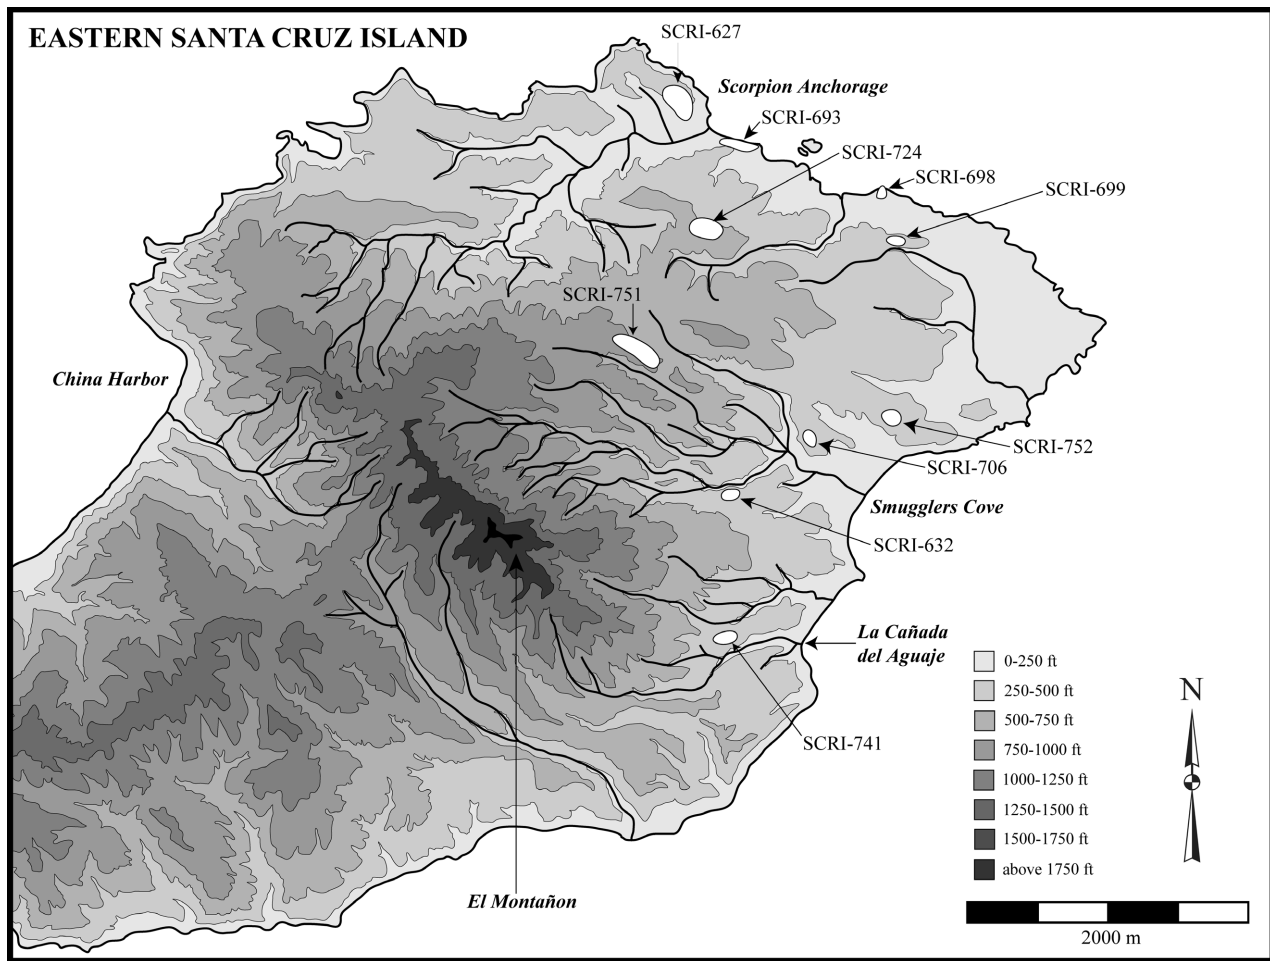 EASTERN SANTA CRUZ ISLAND
SCRI-627
Scorpion Anchorage
SCRI-693
SCRI-724
SCRI-698
SCRI-699
SCRI-751
China Harbor
SCRI-752
SCRI-706
Smugglers Cove
SCRI-632
La Cañada
del Aguaje
SCRI-741
El Montañon
0-250 ft
250-500 ft
500-750 ft
750-1000 ft
1000-1250 ft
1250-1500 ft
1500-1750 ft
above 1750 ft
N
2000 m